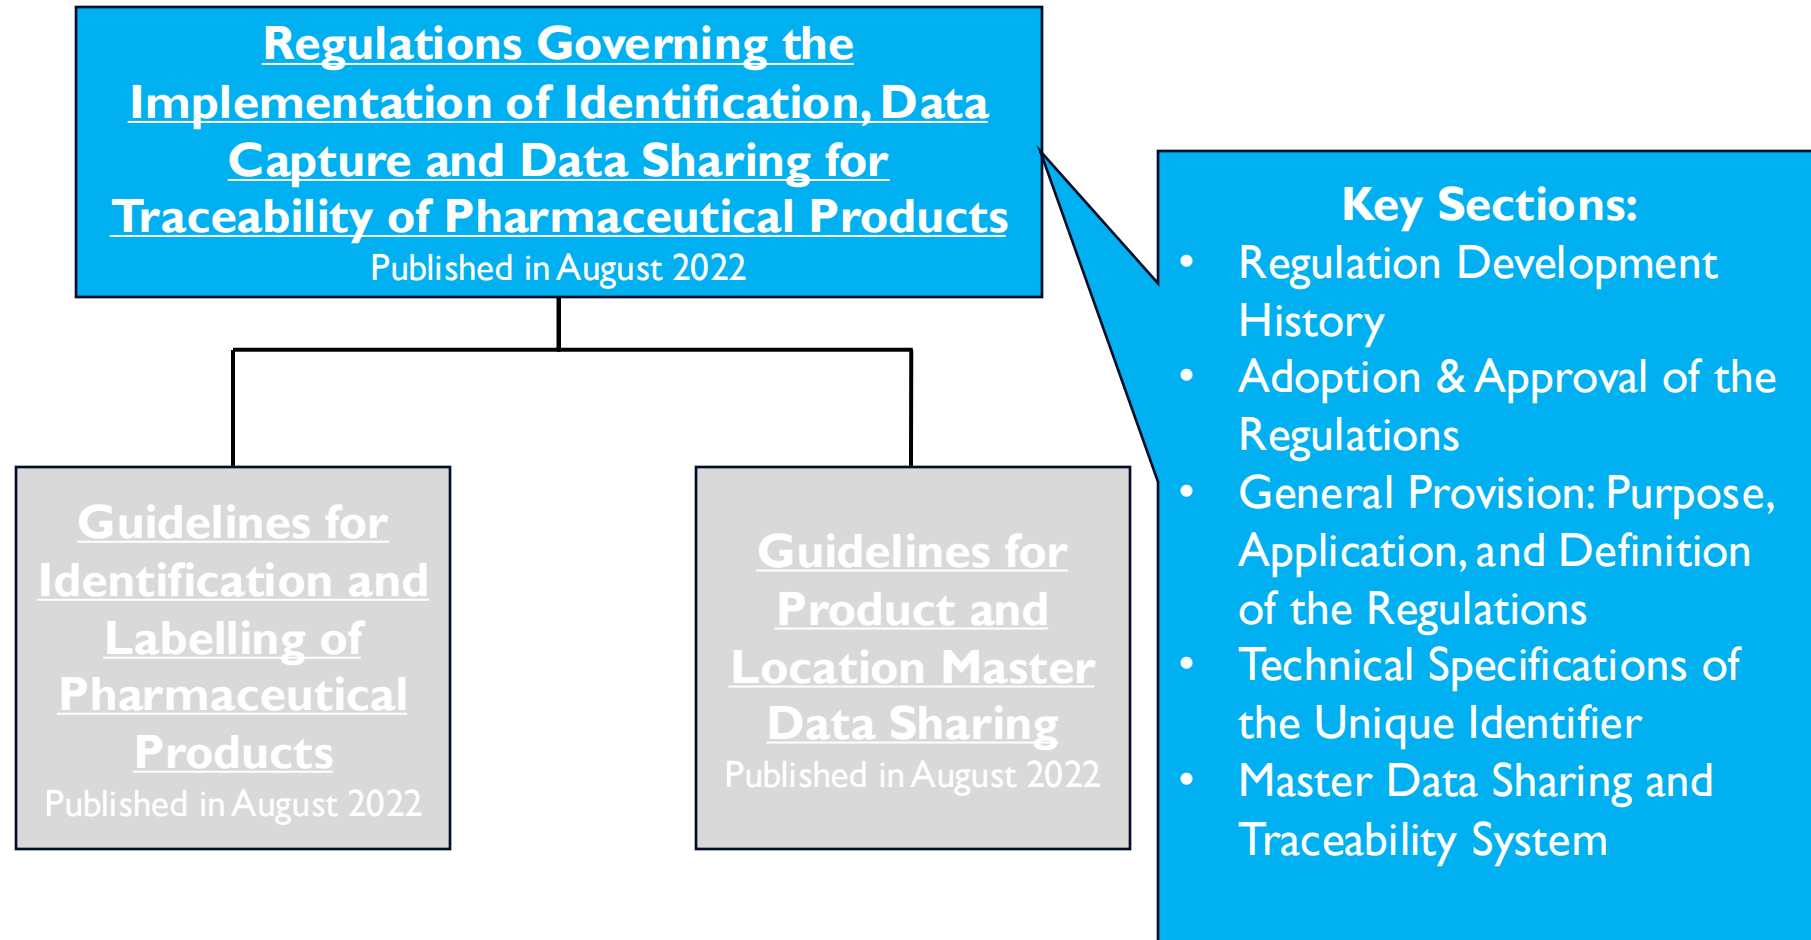 Regulations Governing the
Implementation of Identification, Data
Capture and Data Sharing for
Traceability of Pharmaceutical Products
Published in August 2022
Guidelines for
Identification and
Labelling of
Pharmaceutical
Products
Published in August 2022
Guidelines for
Product and
Location Master
Data Sharing
Published in August 2022
Key Sections:
• Regulation Development
History
• Adoption & Approval of the
Regulations
• General Provision: Purpose,
Application, and Definition
of the Regulations
• Technical Specifications of
the Unique Identifier
• Master Data Sharing and
Traceability System